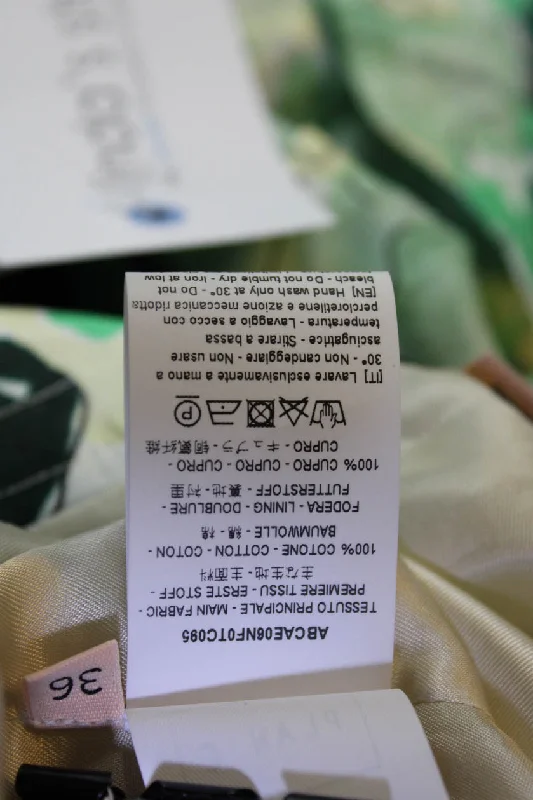 ABCAE06NF0TC095
TESSUTO PRINCIPALE - MAIN FABRIC -
PREMIERE TISSU - ERSTE STOFF -
主な生地 - 主面料
100% COTONE - COTTON - COTON -
BAUMWOLLE - 綿 - 棉
FODERA - LINING - DOUBLURE -
FUTTERSTOFF - 裏地 - 衬里
100% CUPRO - CUPRO - CUPRO -
CUPRO - キュプラ - 铜氨纤维
P
[IT] Lavare esclusivamente a mano a
30° - Non candeggiare - Non usare
asciugatrice - Stirare a bassa
temperatura - Lavaggio a secco con
percloretilene e azione meccanica ridotta
[EN] Hand wash only at 30° - Do not
bleach - Do not tumble dry - Iron at low
36